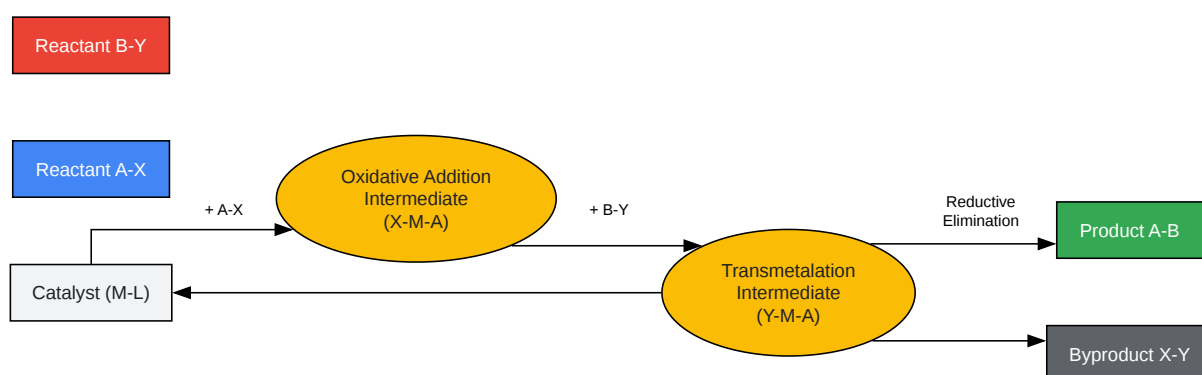 Reactant B-Y
Reactant A-X
Oxidative Addition
Intermediate
(X-M-A)
+ A-X
+ B-Y
Reductive
Elimination
Product A-B
Catalyst (M-L)
Transmetalation
Intermediate
(Y-M-A)
Byproduct X-Y